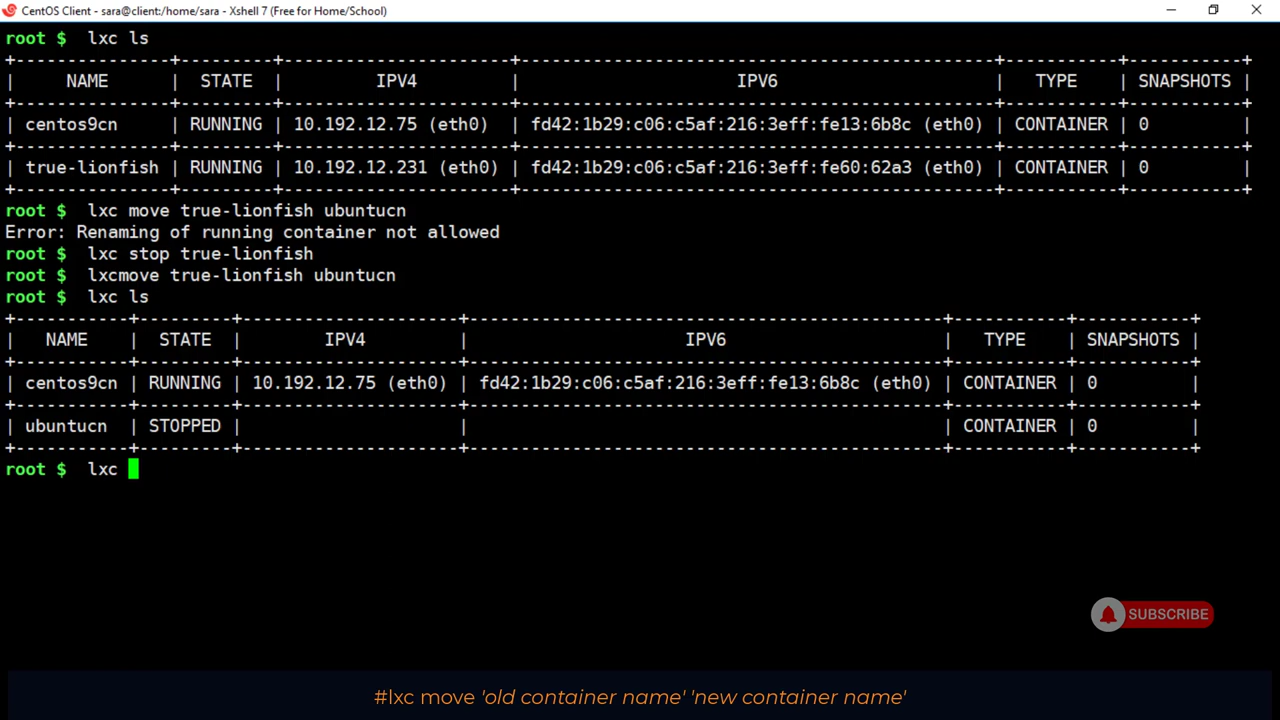 CentOS Client - sara@client:/home/sara - Xshell 7 (Free for Home/School)
root $  lxc ls
+---------------+---------+----------------------+-----------------------------------------------+-----------+-----------+
|     NAME      |  STATE  |         IPV4         |                     IPV6                      |   TYPE    | SNAPSHOTS |
+---------------+---------+----------------------+-----------------------------------------------+-----------+-----------+
| centos9cn     | RUNNING | 10.192.12.75 (eth0)  | fd42:1b29:c06:c5af:216:3eff:fe13:6b8c (eth0) | CONTAINER | 0         |
+---------------+---------+----------------------+-----------------------------------------------+-----------+-----------+
| true-lionfish | RUNNING | 10.192.12.231 (eth0) | fd42:1b29:c06:c5af:216:3eff:fe60:62a3 (eth0) | CONTAINER | 0         |
+---------------+---------+----------------------+-----------------------------------------------+-----------+-----------+
root $  lxc move true-lionfish ubuntucn
Error: Renaming of running container not allowed
root $  lxc stop true-lionfish
root $  lxcmove true-lionfish ubuntucn
root $  lxc ls
+-----------+---------+---------------------+----------------------------------------------+-----------+-----------+
|   NAME    |  STATE  |        IPV4         |                     IPV6                     |   TYPE    | SNAPSHOTS |
+-----------+---------+---------------------+----------------------------------------------+-----------+-----------+
| centos9cn | RUNNING | 10.192.12.75 (eth0) | fd42:1b29:c06:c5af:216:3eff:fe13:6b8c (eth0) | CONTAINER | 0         |
+-----------+---------+---------------------+----------------------------------------------+-----------+-----------+
| ubuntucn  | STOPPED |                     |                                              | CONTAINER | 0         |
+-----------+---------+---------------------+----------------------------------------------+-----------+-----------+
root $  lxc
SUBSCRIBE
#lxc move 'old container name' 'new container name'